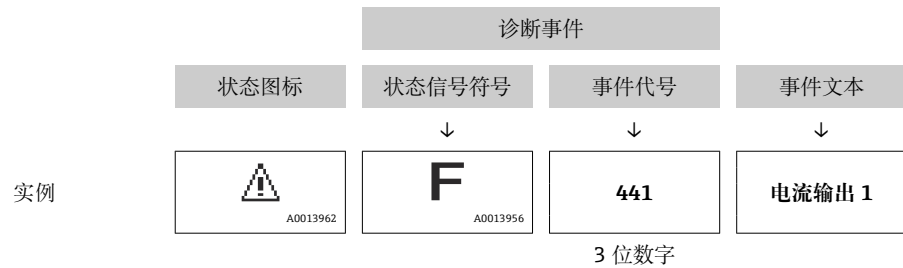 诊断事件
状态图标 状态信号符号 事件代号 事件文本
↓ ↓ ↓
实例 F 441 电流输出 1
A0013962 A0013956
3 位数字